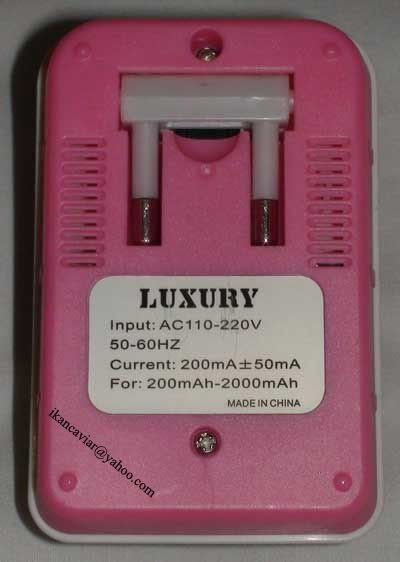 LUXURY
Input: AC110-220V
50-60HZ
Current: 200mA±50mA
For: 200mAh-2000mAh
MADE IN CHINA
ikancaviar@yahoo.com